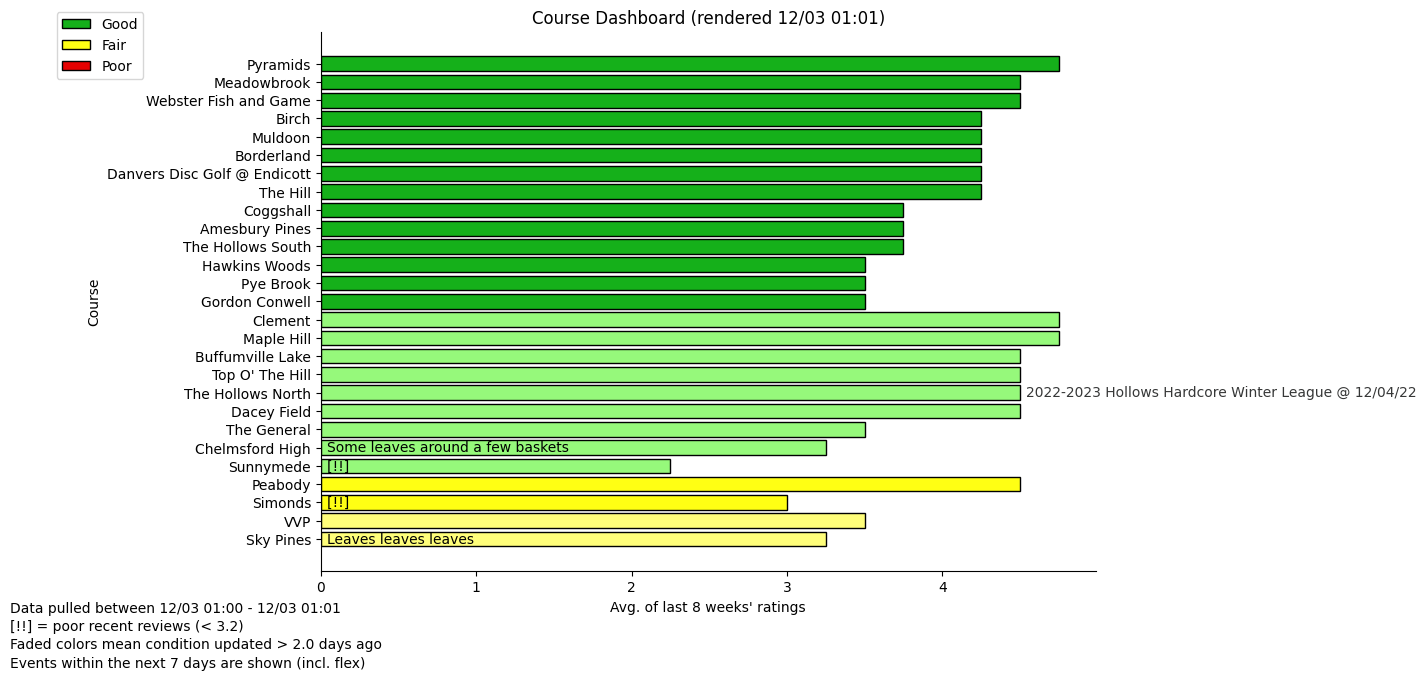 Course Dashboard (rendered 12/03 01:01)
Good
Fair
Poor
Course
Pyramids
Meadowbrook
Webster Fish and Game
Birch
Muldoon
Borderland
Danvers Disc Golf @ Endicott
The Hill
Coggshall
Amesbury Pines
The Hollows South
Hawkins Woods
Pye Brook
Gordon Conwell
Clement
Maple Hill
Buffumville Lake
Top O' The Hill
The Hollows North 2022-2023 Hollows Hardcore Winter League @ 12/04/22
Dacey Field
The General
Chelmsford High Some leaves around a few baskets
Sunnymede [!!]
Peabody
Simonds [!!]
VVP
Sky Pines Leaves leaves leaves
0 1 2 3 4
Avg. of last 8 weeks' ratings
Data pulled between 12/03 01:00 - 12/03 01:01
[!!] = poor recent reviews (< 3.2)
Faded colors mean condition updated > 2.0 days ago
Events within the next 7 days are shown (incl. flex)